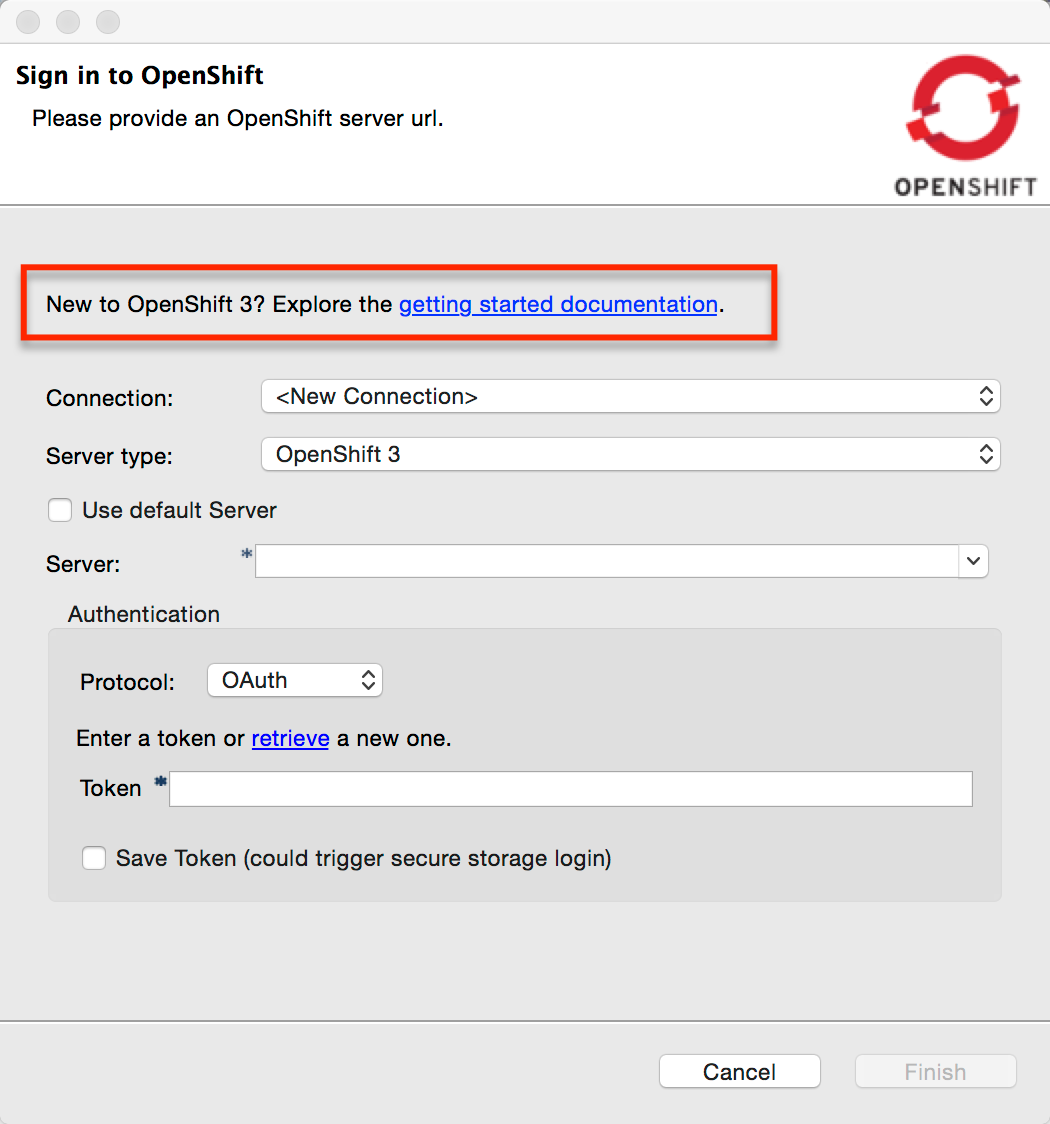 Sign in to OpenShift
Please provide an OpenShift server url.
OPENSHIFT
New to OpenShift 3? Explore the getting started documentation.
Connection: <New Connection>
Server type: OpenShift 3
Use default Server
Server: *
Authentication
Protocol: OAuth
Enter a token or retrieve a new one.
Token *
Save Token (could trigger secure storage login)
Cancel Finish